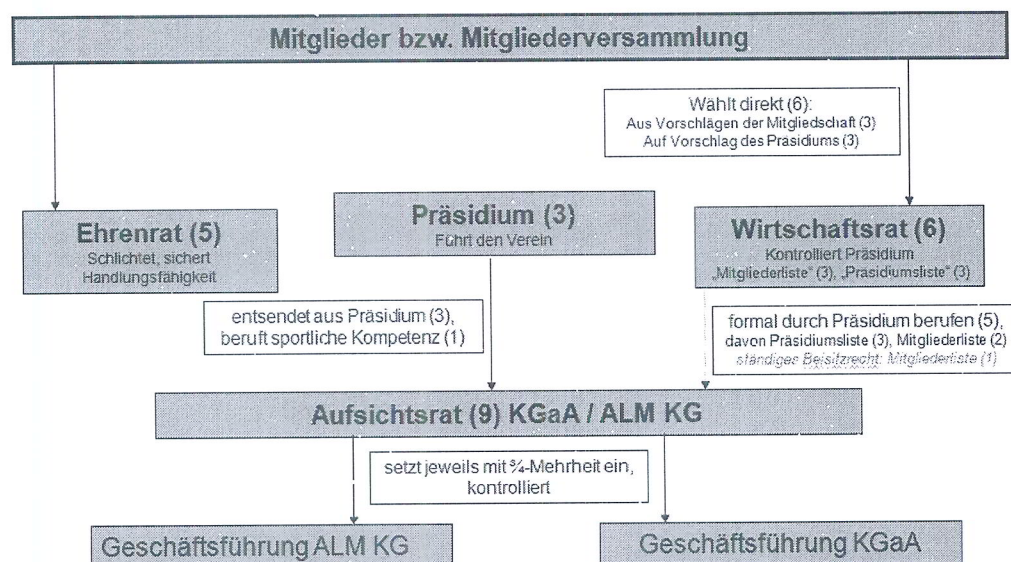 Mitglieder bzw. Mitgliederversammlung
Wählt direkt (6):
Aus Vorschlägen der Mitgliedschaft (3)
Auf Vorschlag des Präsidiums (3)
Ehrenrat (5)
Schlichtet, sichert
Handlungsfähigkeit
Präsidium (3)
Führt den Verein
Wirtschaftsrat (6)
Kontrolliert Präsidium
„Mitgliederliste“ (3), „Präsidiumsliste“ (3)
entsendet aus Präsidium (3),
beruft sportliche Kompetenz (1)
formal durch Präsidium berufen (5),
davon Präsidiumsliste (3), Mitgliederliste (2)
ständiges Beisitzrecht: Mitgliederliste (1)
Aufsichtsrat (9) KGaA / ALM KG
setzt jeweils mit ¾-Mehrheit ein,
kontrolliert
Geschäftsführung ALM KG
Geschäftsführung KGaA